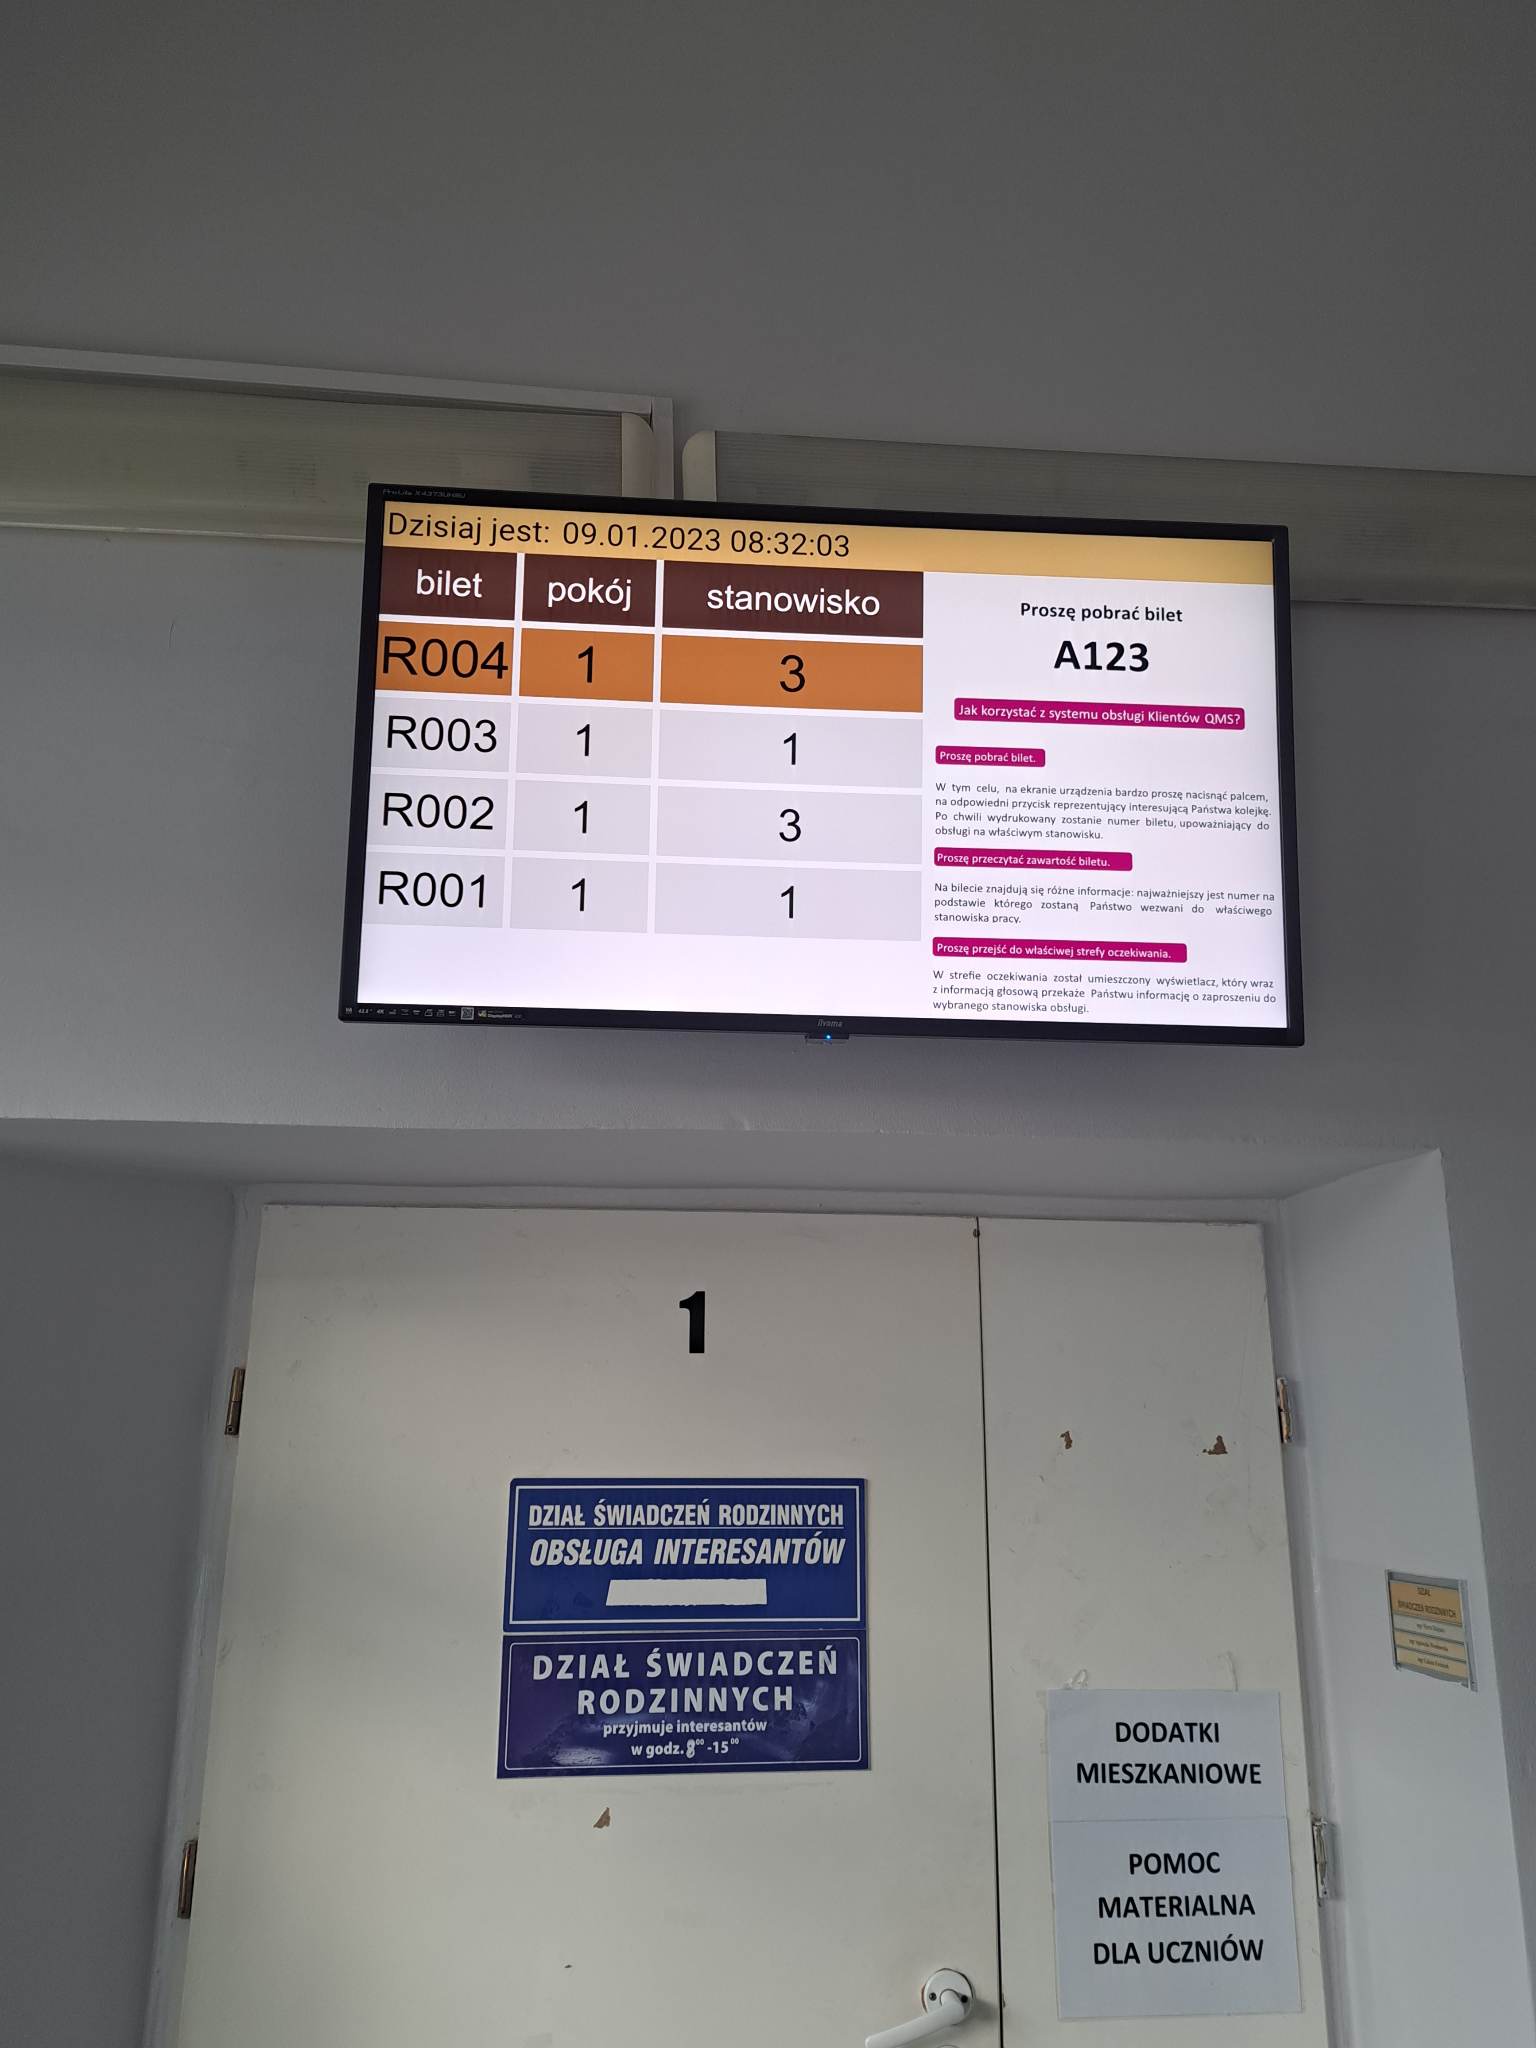 ProLite X4373UHSU
Dzisiaj jest: 09.01.2023 08:32:03
bilet pokój stanowisko
R004 1 3
R003 1 1
R002 1 3
R001 1 1
Proszę pobrać bilet
A123
Jak korzystać z systemu obsługi Klientów QMS?
Proszę pobrać bilet.
W tym celu, na ekranie urządzenia bardzo proszę nacisnąć palcem,
na odpowiedni przycisk reprezentujący interesującą Państwa kolejkę.
Po chwili wydrukowany zostanie numer biletu, upoważniający do
obsługi na właściwym stanowisku.
Proszę przeczytać zawartość biletu.
Na bilecie znajdują się różne informacje: najważniejszy jest numer na
podstawie którego zostaną Państwo wezwani do właściwego
stanowiska pracy.
Proszę przejść do właściwej strefy oczekiwania.
W strefie oczekiwania został umieszczony wyświetlacz, który wraz
z informacją głosową przekaże Państwu informację o zaproszeniu do
wybranego stanowiska obsługi.
iiyama
1
DZIAŁ ŚWIADCZEŃ RODZINNYCH
OBSŁUGA INTERESANTÓW
DZIAŁ ŚWIADCZEŃ
RODZINNYCH
przyjmuje interesantów
w godz. 8⁰⁰ -15⁰⁰
DODATKI
MIESZKANIOWE
POMOC
MATERIALNA
DLA UCZNIÓW
DZIAŁ
ŚWIADCZEŃ RODZINNYCH